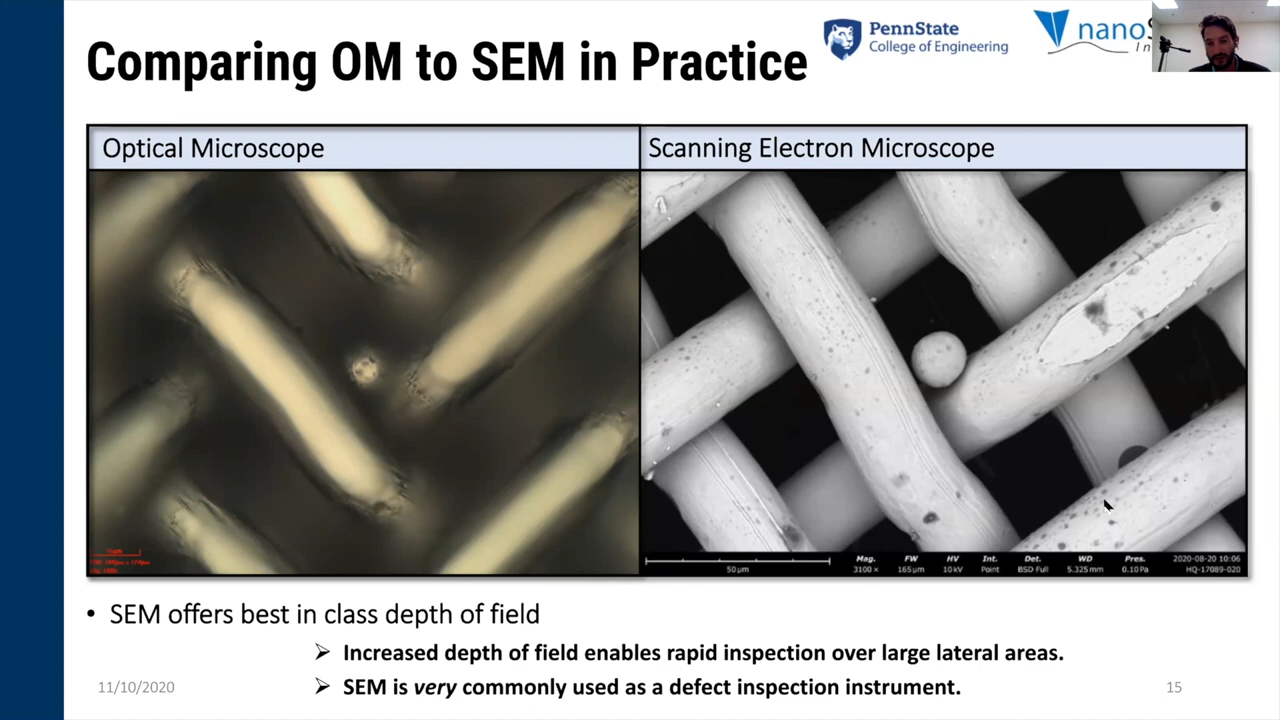 Comparing OM to SEM in Practice
PennState
College of Engineering
nano
In
Optical Microscope
Scanning Electron Microscope
50 µm
Mag. FW HV Int. Det. WD Pres. 2020-08-20 10:06
3100 × 165 µm 10 kV Point BSD Full 5.325 mm 0.10 Pa HQ-17089-020
• SEM offers best in class depth of field
➢ Increased depth of field enables rapid inspection over large lateral areas.
➢ SEM is very commonly used as a defect inspection instrument.
11/10/2020
15